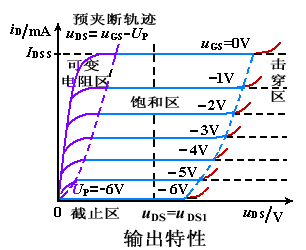 预夹断轨迹
iD/mA
uDS= uGS-UP
IDSS
uGS=0V
可变
电阻区
击
穿
区
-1V
饱和区
-2V
-3V
-4V
-5V
UP=-6V
-6V
0
截止区
uDS=uDS1
uDS/V
输出特性